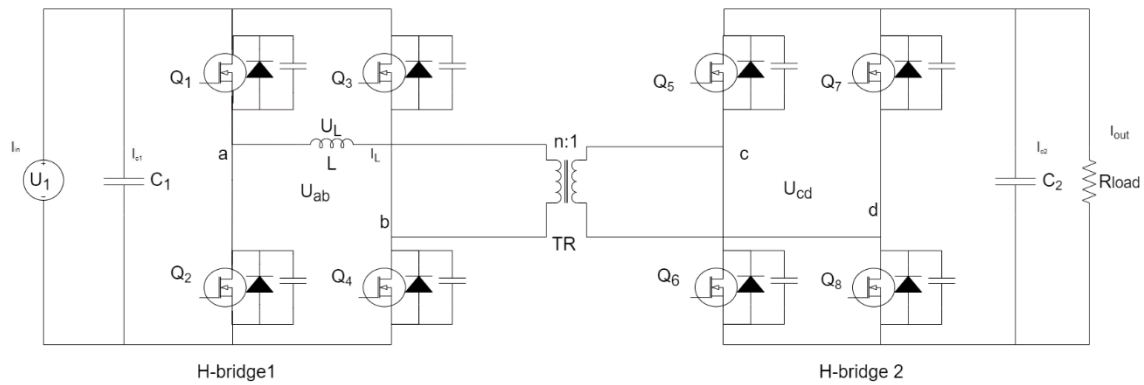 Q1
Q3
Q5
Q7
UL
n:1
Iin
Ic1
a
L
IL
c
Ic2
Iout
U1
+
-
C1
Uab
Ucd
C2
Rload
b
d
TR
Q2
Q4
Q6
Q8
H-bridge1
H-bridge 2